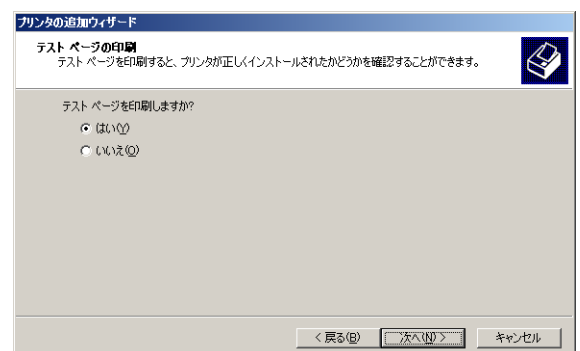 プリンタの追加ウィザード
テスト ページの印刷
テスト ページを印刷すると、プリンタが正しくインストールされたかどうかを確認することができます。
テスト ページを印刷しますか?
はい(Y)
いいえ(O)
< 戻る(B)
次へ(N) >
キャンセル